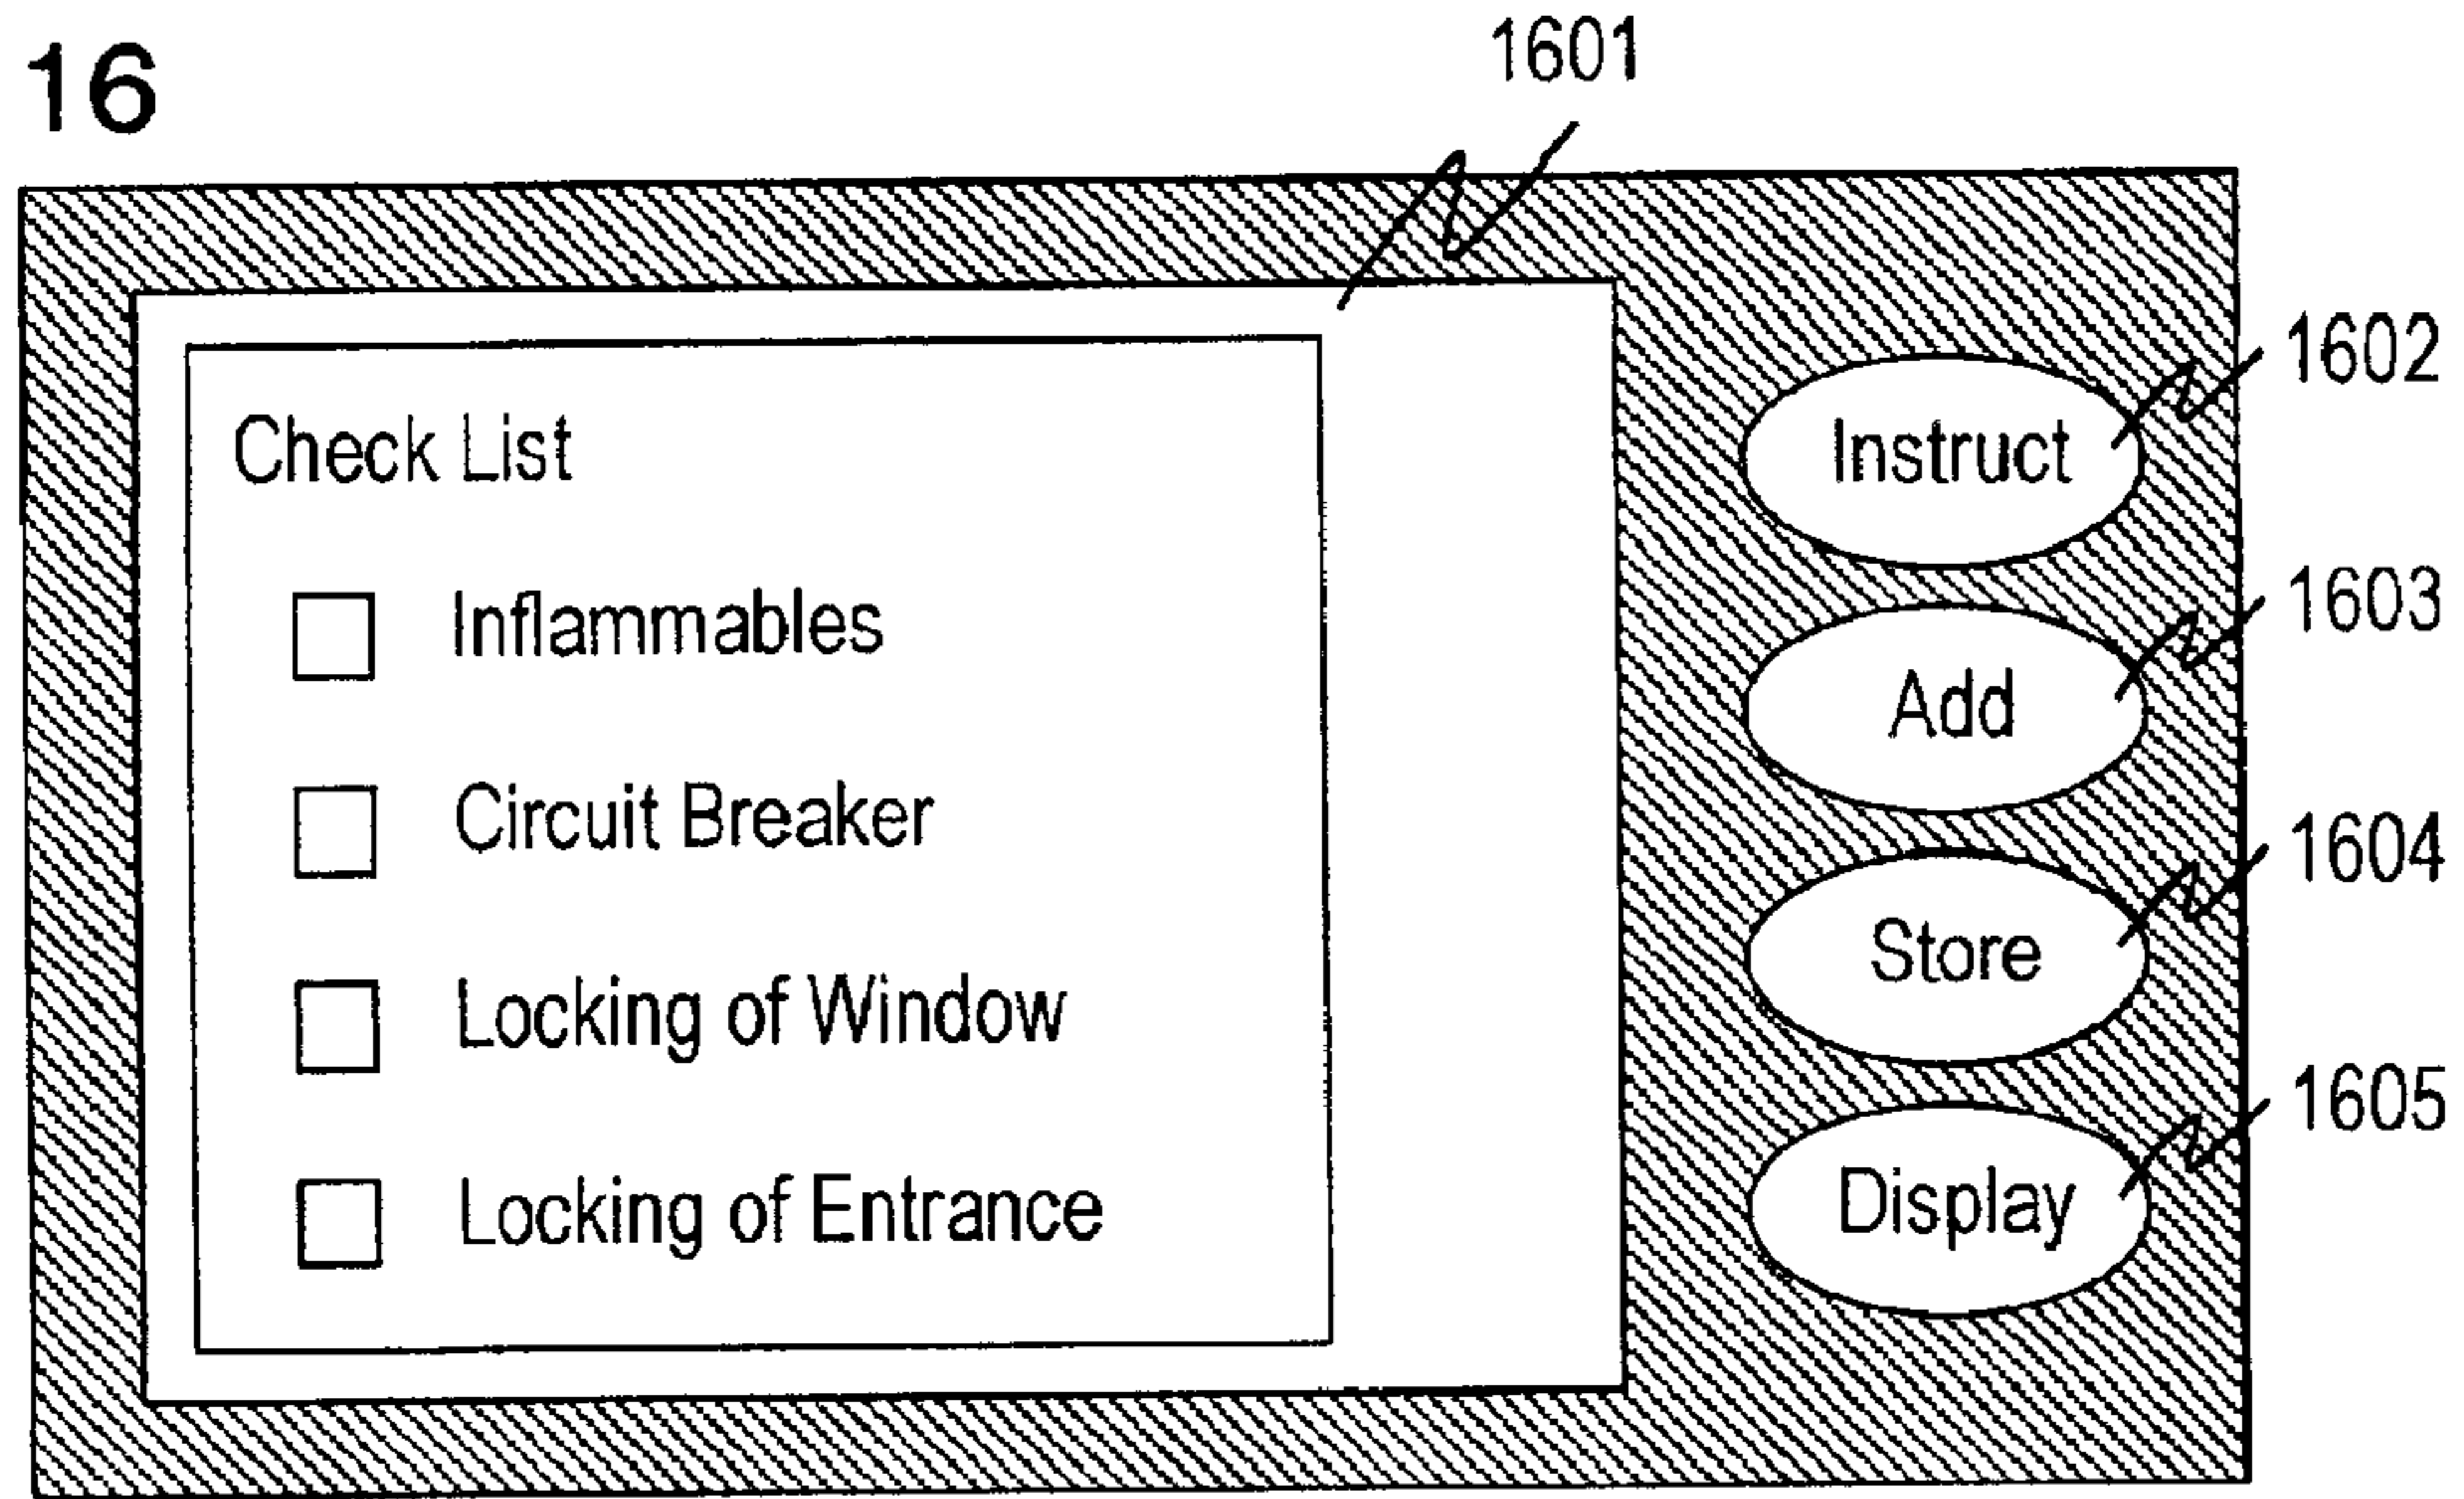 16
1601
Check List
Inflammables
Circuit Breaker
Locking of Window
Locking of Entrance
Instruct
1602
Add
1603
Store
1604
Display
1605